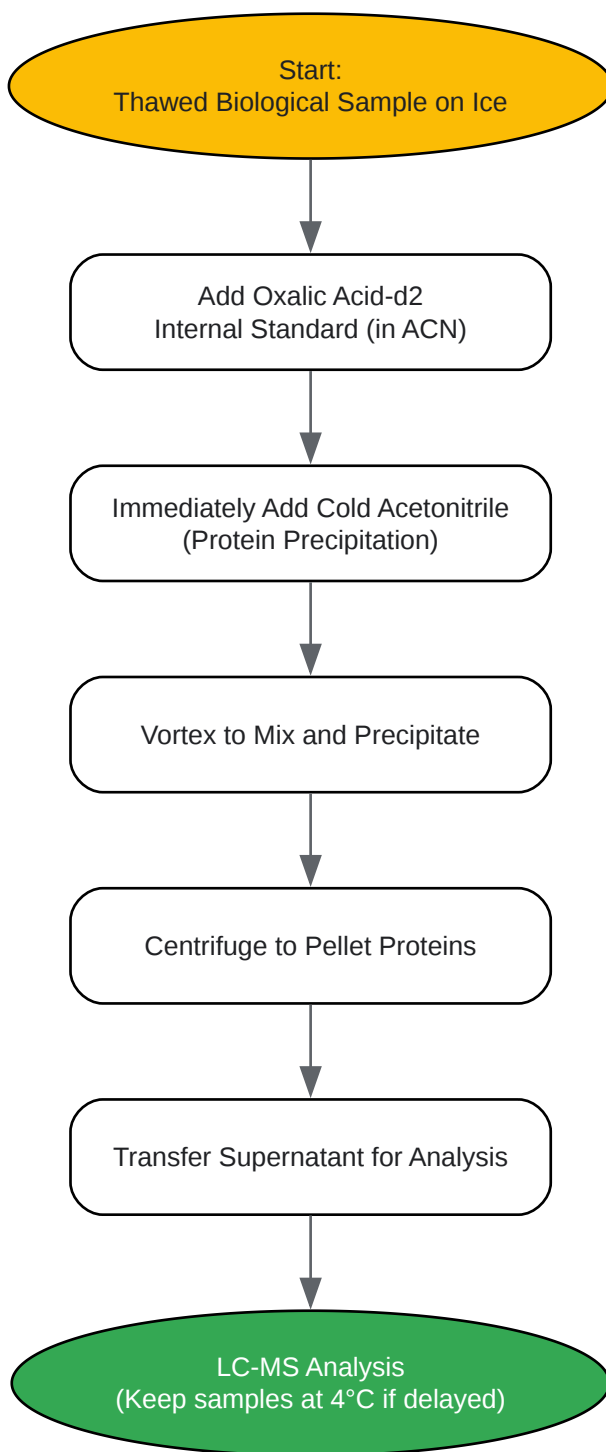 Start:
Thawed Biological Sample on Ice
Add Oxalic Acid-d2
Internal Standard (in ACN)
Immediately Add Cold Acetonitrile
(Protein Precipitation)
Vortex to Mix and Precipitate
Centrifuge to Pellet Proteins
Transfer Supernatant for Analysis
LC-MS Analysis
(Keep samples at 4°C if delayed)